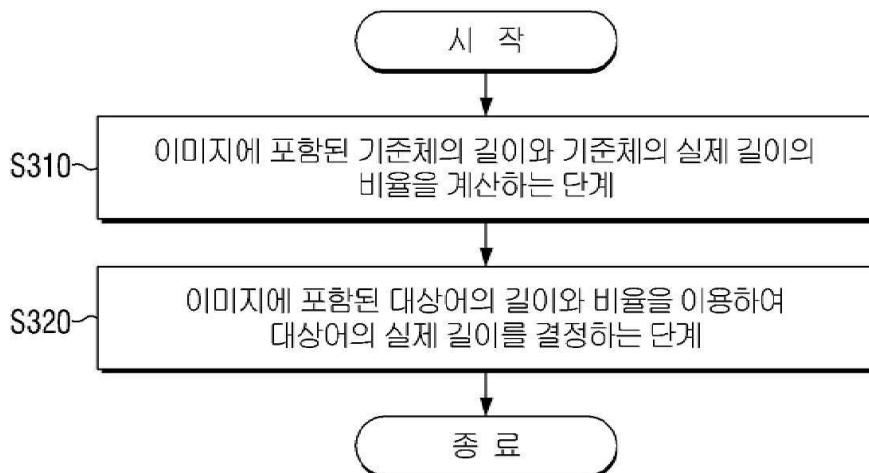 시 작
S310
이미지에 포함된 기준체의 길이와 기준체의 실제 길이의
비율을 계산하는 단계
S320
이미지에 포함된 대상어의 길이와 비율을 이용하여
대상어의 실제 길이를 결정하는 단계
종 료